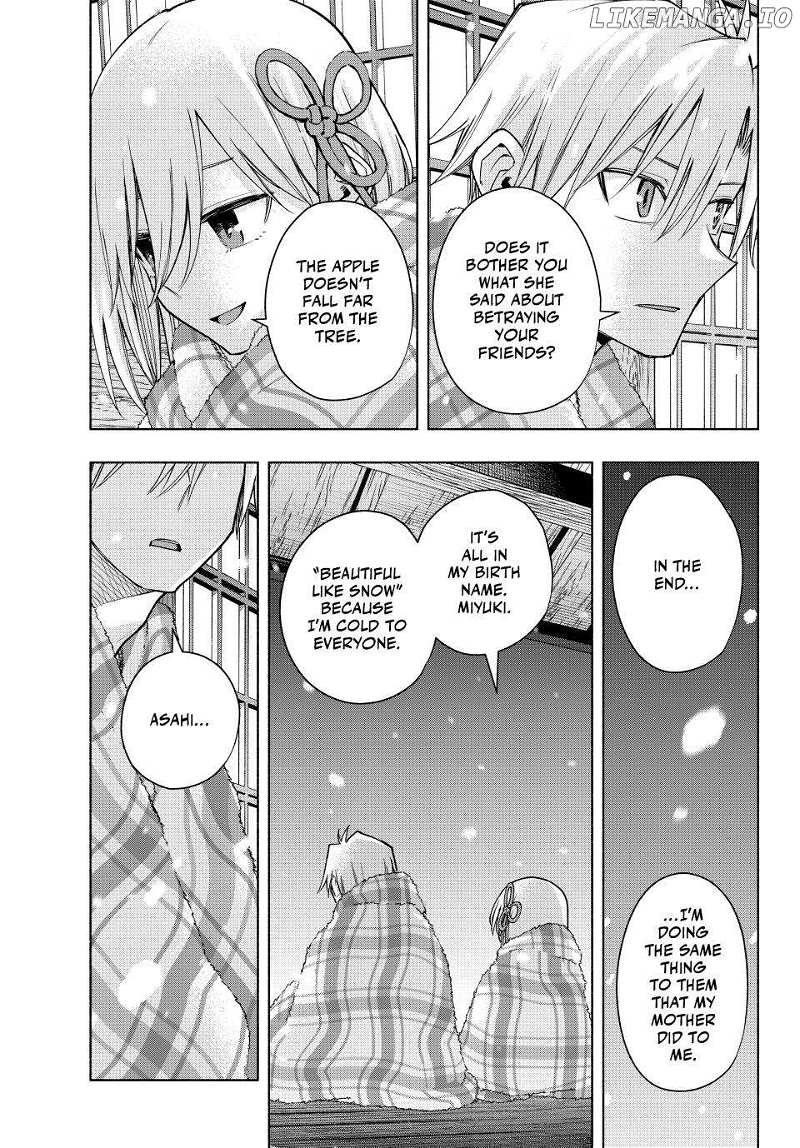 LIKEMANGA.IO
DOES IT
BOTHER YOU
WHAT SHE
SAID ABOUT
BETRAYING
YOUR
FRIENDS?
THE APPLE
DOESN'T
FALL FAR
FROM THE
TREE.
IN THE
END...
...I'M
DOING
THE SAME
THING
TO THEM
THAT MY
MOTHER
DID TO
ME.
IT'S
ALL IN
MY BIRTH
NAME.
MIYUKI.
"BEAUTIFUL
LIKE SNOW"
BECAUSE
I'M COLD TO
EVERYONE.
ASAHI...